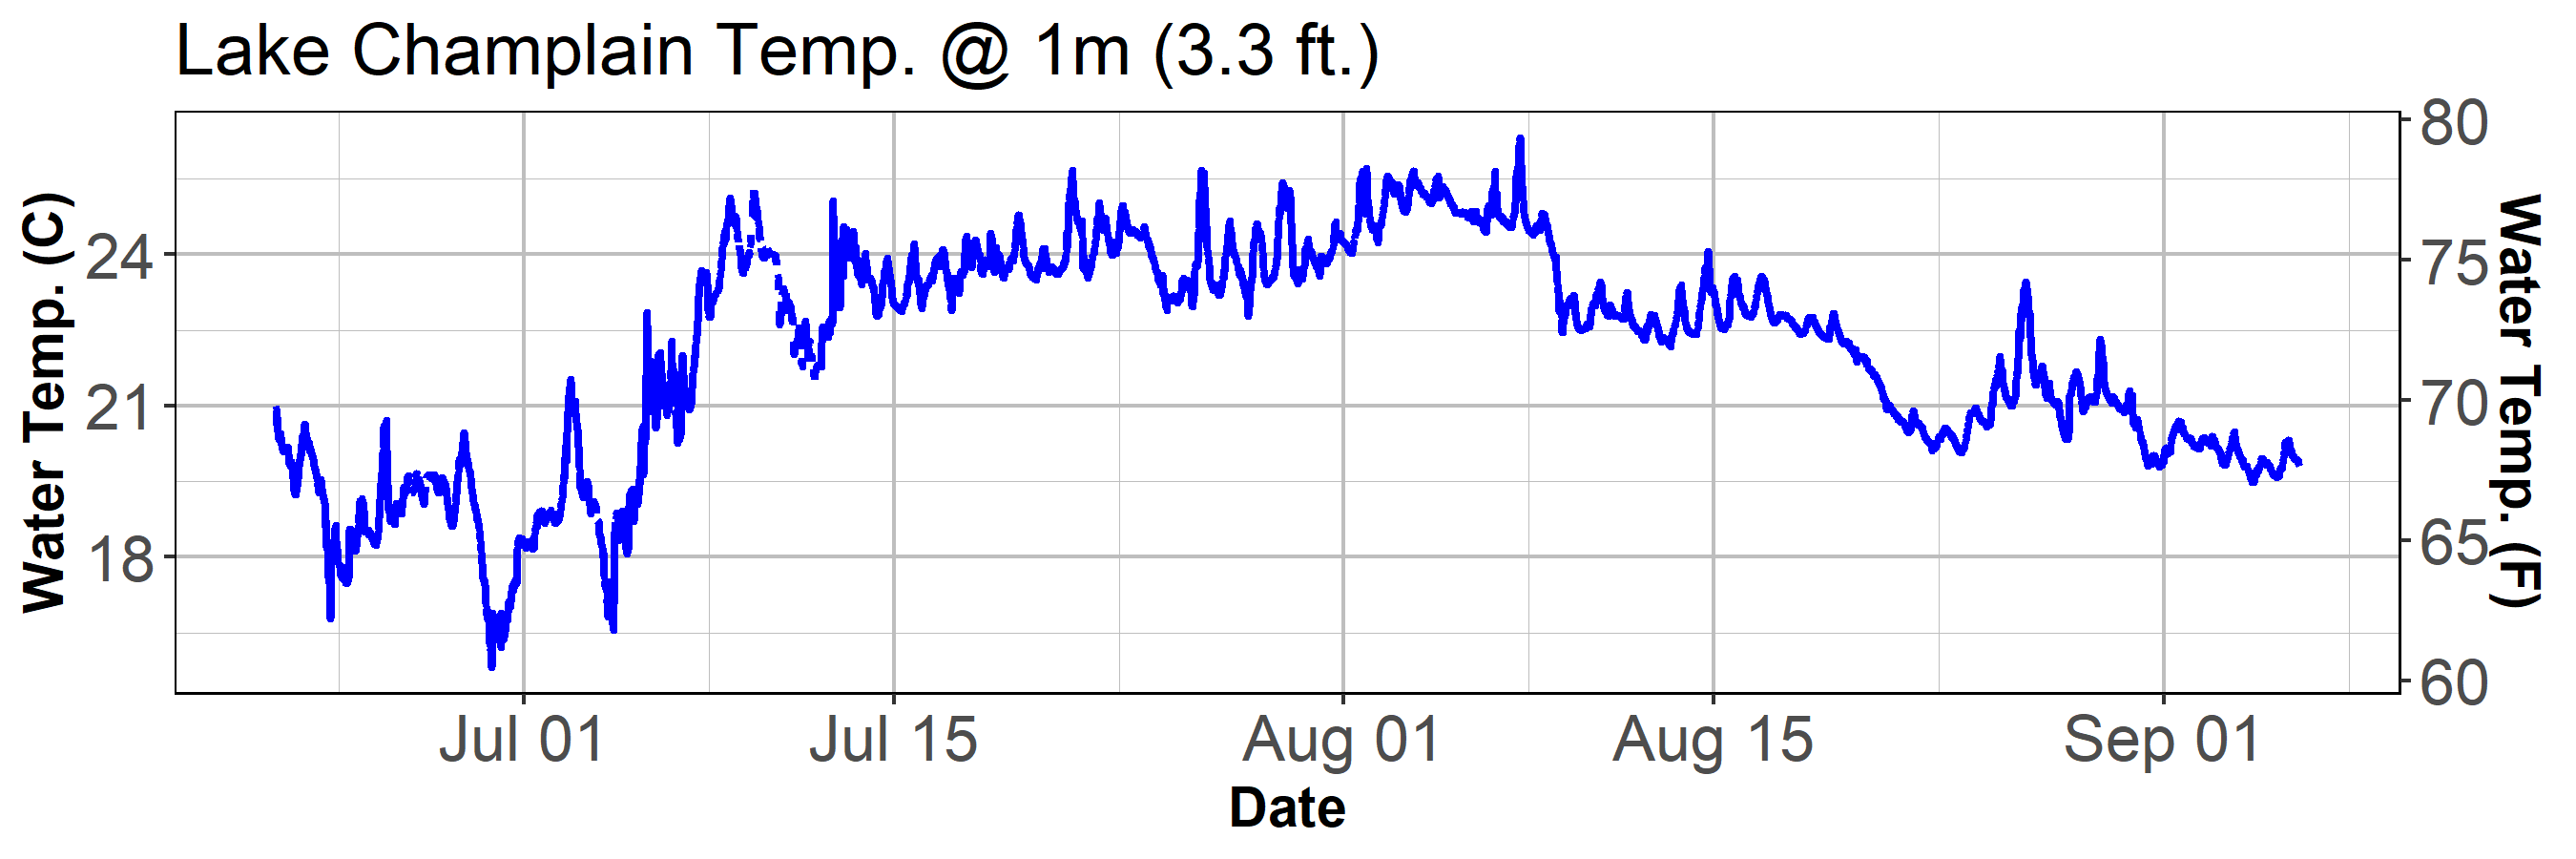 Lake Champlain Temp. @ 1m (3.3 ft.)
Water Temp. (C)
24
21
18
80
75
70
65
60
Water Temp. (F)
Jul 01
Jul 15
Aug 01
Aug 15
Sep 01
Date